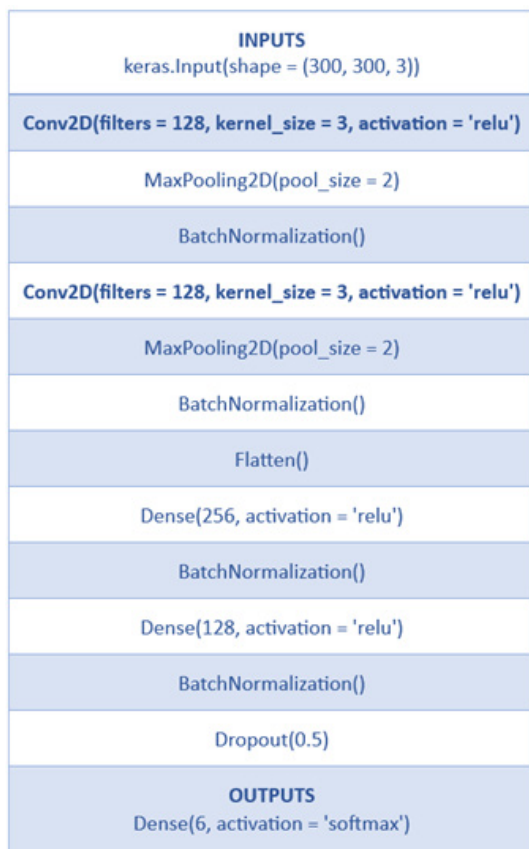 INPUTS
keras.Input(shape = (300, 300, 3))
Conv2D(filters = 128, kernel_size = 3, activation = 'relu')
MaxPooling2D(pool_size = 2)
BatchNormalization()
Conv2D(filters = 128, kernel_size = 3, activation = 'relu')
MaxPooling2D(pool_size = 2)
BatchNormalization()
Flatten()
Dense(256, activation = 'relu')
BatchNormalization()
Dense(128, activation = 'relu')
BatchNormalization()
Dropout(0.5)
OUTPUTS
Dense(6, activation = 'softmax')